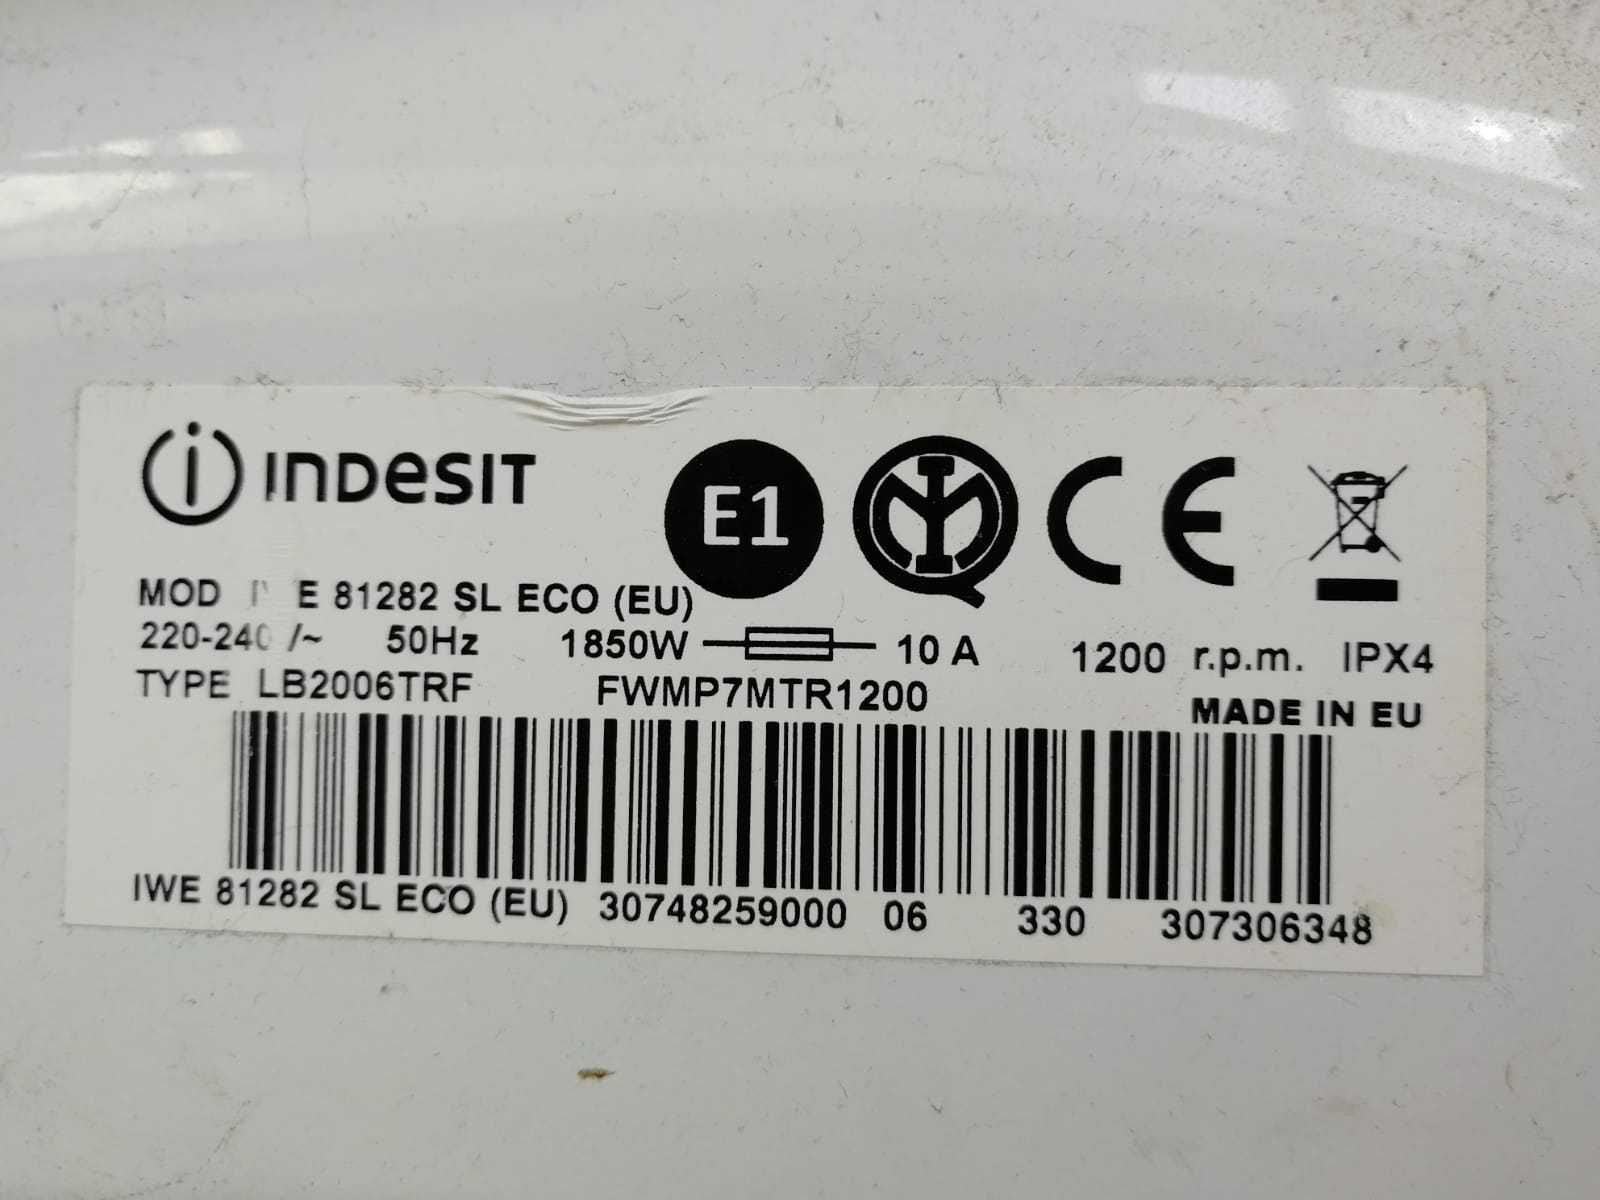 INDESIT
E1
CE
MOD E 81282 SL ECO (EU)
220-240 /~ 50Hz 1850W 10 A 1200 r.p.m. IPX4
TYPE LB2006TRF FWMP7MTR1200
MADE IN EU
IWE 81282 SL ECO (EU) 30748259000 06 330 307306348